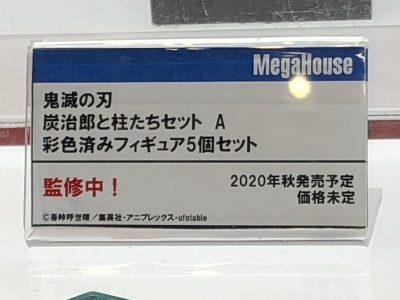 MegaHouse
鬼滅の刃
炭治郎と柱たちセット A
彩色済みフィギュア5個セット
監修中！
2020年秋発売予定
価格未定
©吾峠呼世晴／集英社・アニプレックス・ufotable